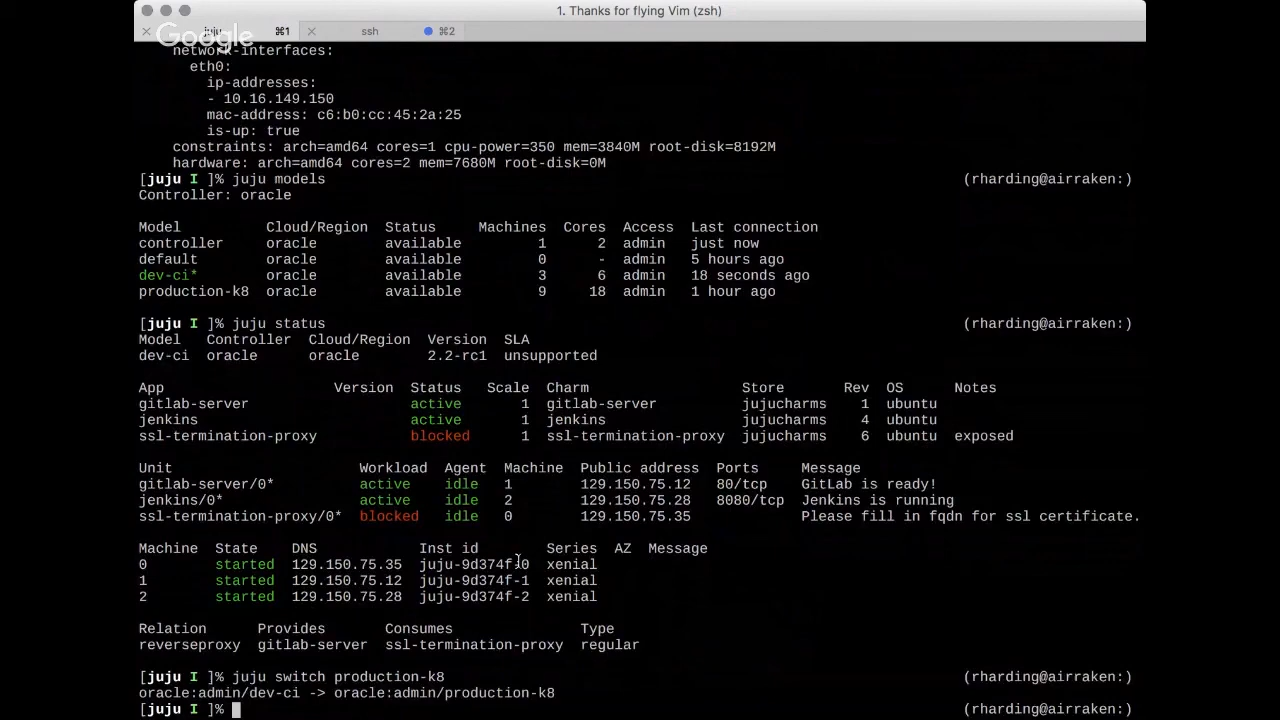 1. Thanks for flying Vim (zsh)
juju ⌘1 ssh ⌘2
Google
network-interfaces:
eth0:
ip-addresses:
- 10.16.149.150
mac-address: c6:b0:cc:45:2a:25
is-up: true
constraints: arch=amd64 cores=1 cpu-power=350 mem=3840M root-disk=8192M
hardware: arch=amd64 cores=2 mem=7680M root-disk=0M
[juju I ]% juju models (rharding@airraken:)
Controller: oracle
Model Cloud/Region Status Machines Cores Access Last connection
controller oracle available 1 2 admin just now
default oracle available 0 - admin 5 hours ago
dev-ci* oracle available 3 6 admin 18 seconds ago
production-k8 oracle available 9 18 admin 1 hour ago
[juju I ]% juju status (rharding@airraken:)
Model Controller Cloud/Region Version SLA
dev-ci oracle oracle 2.2-rc1 unsupported
App Version Status Scale Charm Store Rev OS Notes
gitlab-server active 1 gitlab-server jujucharms 1 ubuntu
jenkins active 1 jenkins jujucharms 4 ubuntu
ssl-termination-proxy blocked 1 ssl-termination-proxy jujucharms 6 ubuntu exposed
Unit Workload Agent Machine Public address Ports Message
gitlab-server/0* active idle 1 129.150.75.12 80/tcp GitLab is ready!
jenkins/0* active idle 2 129.150.75.28 8080/tcp Jenkins is running
ssl-termination-proxy/0* blocked idle 0 129.150.75.35 Please fill in fqdn for ssl certificate.
Machine State DNS Inst id Series AZ Message
0 started 129.150.75.35 juju-9d374f-0 xenial
1 started 129.150.75.12 juju-9d374f-1 xenial
2 started 129.150.75.28 juju-9d374f-2 xenial
Relation Provides Consumes Type
reverseproxy gitlab-server ssl-termination-proxy regular
[juju I ]% juju switch production-k8 (rharding@airraken:)
oracle:admin/dev-ci -> oracle:admin/production-k8
[juju I ]% (rharding@airraken:)